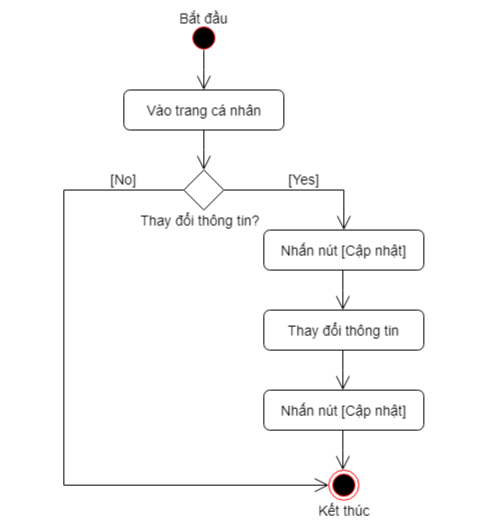 Bắt đầu
Vào trang cá nhân
[No]
[Yes]
Thay đổi thông tin?
Nhấn nút [Cập nhật]
Thay đổi thông tin
Nhấn nút [Cập nhật]
Kết thúc